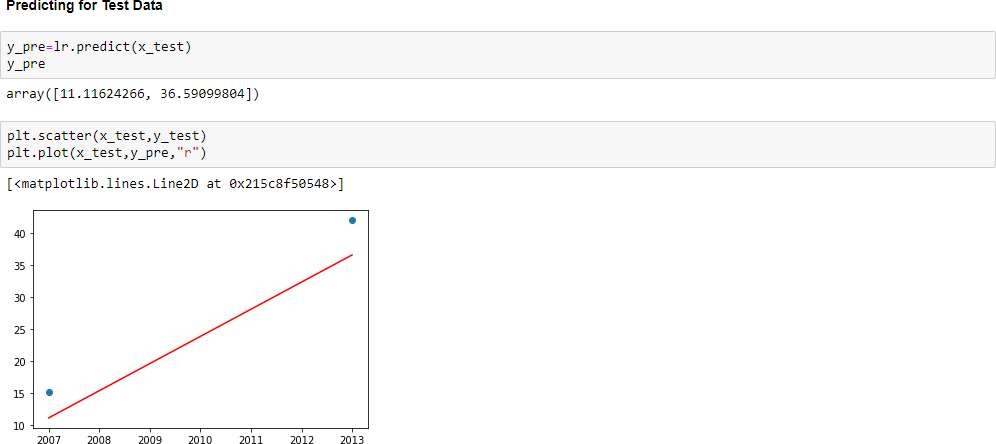 Predicting for Test Data
y_pre=lr.predict(x_test)
y_pre
array([11.11624266, 36.59099804])
plt.scatter(x_test,y_test)
plt.plot(x_test,y_pre,"r")
[<matplotlib.lines.Line2D at 0x215c8f50548>]
40
35
30
25
20
15
10
2007 2008 2009 2010 2011 2012 2013